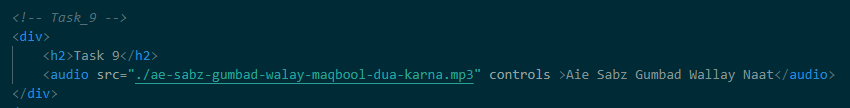 <!-- Task_9 -->
<div>
<h2>Task 9</h2>
<audio src="./ae-sabz-gumbad-walay-maqbool-dua-karna.mp3" controls >Aie Sabz Gumbad Wallay Naat</audio>
</div>